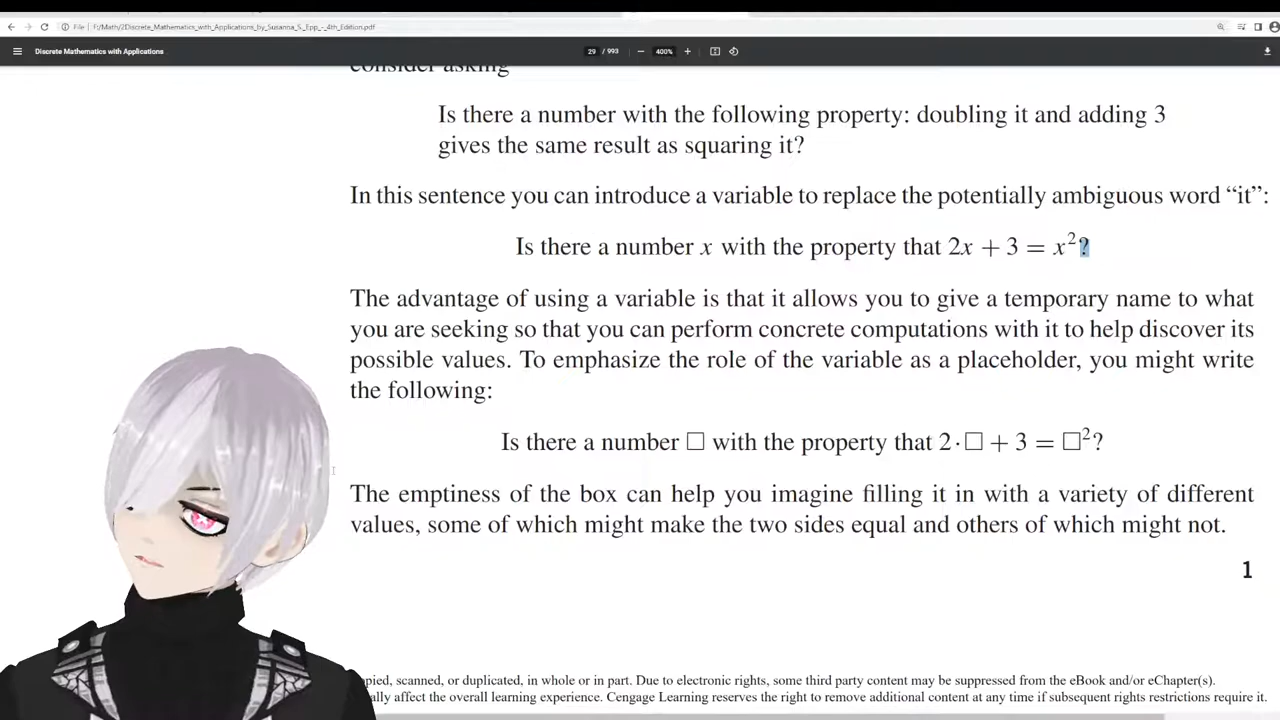 File | F:/Math/2Discrete_Mathematics_with_Applications_by_Susanna_S._Epp_-_4th_Edition.pdf
Discrete Mathematics with Applications 29 / 993 — 400% +
consider asking
Is there a number with the following property: doubling it and adding 3
gives the same result as squaring it?
In this sentence you can introduce a variable to replace the potentially ambiguous word “it”:
Is there a number x with the property that 2x + 3 = x²?
The advantage of using a variable is that it allows you to give a temporary name to what
you are seeking so that you can perform concrete computations with it to help discover its
possible values. To emphasize the role of the variable as a placeholder, you might write
the following:
Is there a number □ with the property that 2·□ + 3 = □²?
The emptiness of the box can help you imagine filling it in with a variety of different
values, some of which might make the two sides equal and others of which might not.
1
scanned, or duplicated, in whole or in part. Due to electronic rights, some third party content may be suppressed from the eBook and/or eChapter(s).
affect the overall learning experience. Cengage Learning reserves the right to remove additional content at any time if subsequent rights restrictions require it.